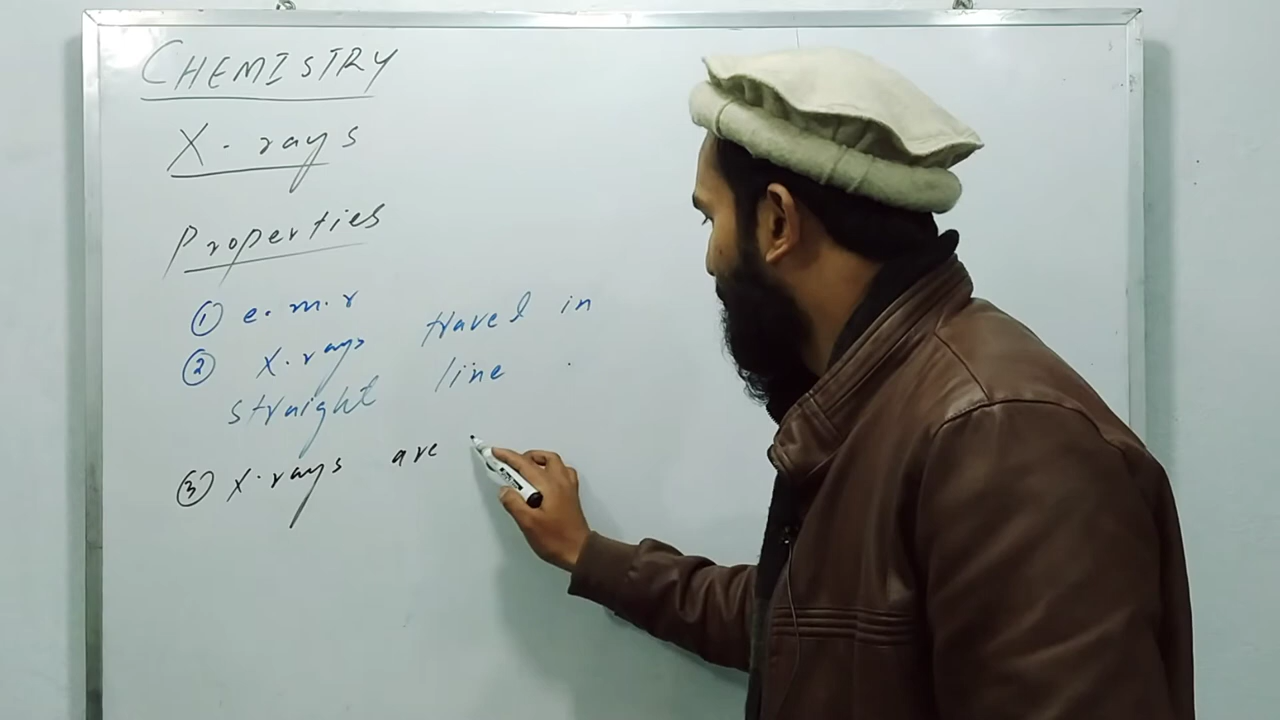 CHEMISTRY
X-rays
Properties
① e.m.r
② X-rays travel in
straight line
③ X-rays are